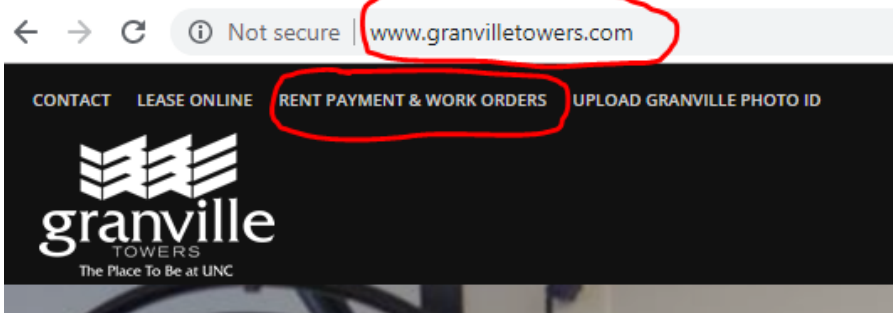 Not secure | www.granvilletowers.com
CONTACT LEASE ONLINE RENT PAYMENT & WORK ORDERS UPLOAD GRANVILLE PHOTO ID
granville
TOWERS
The Place To Be at UNC